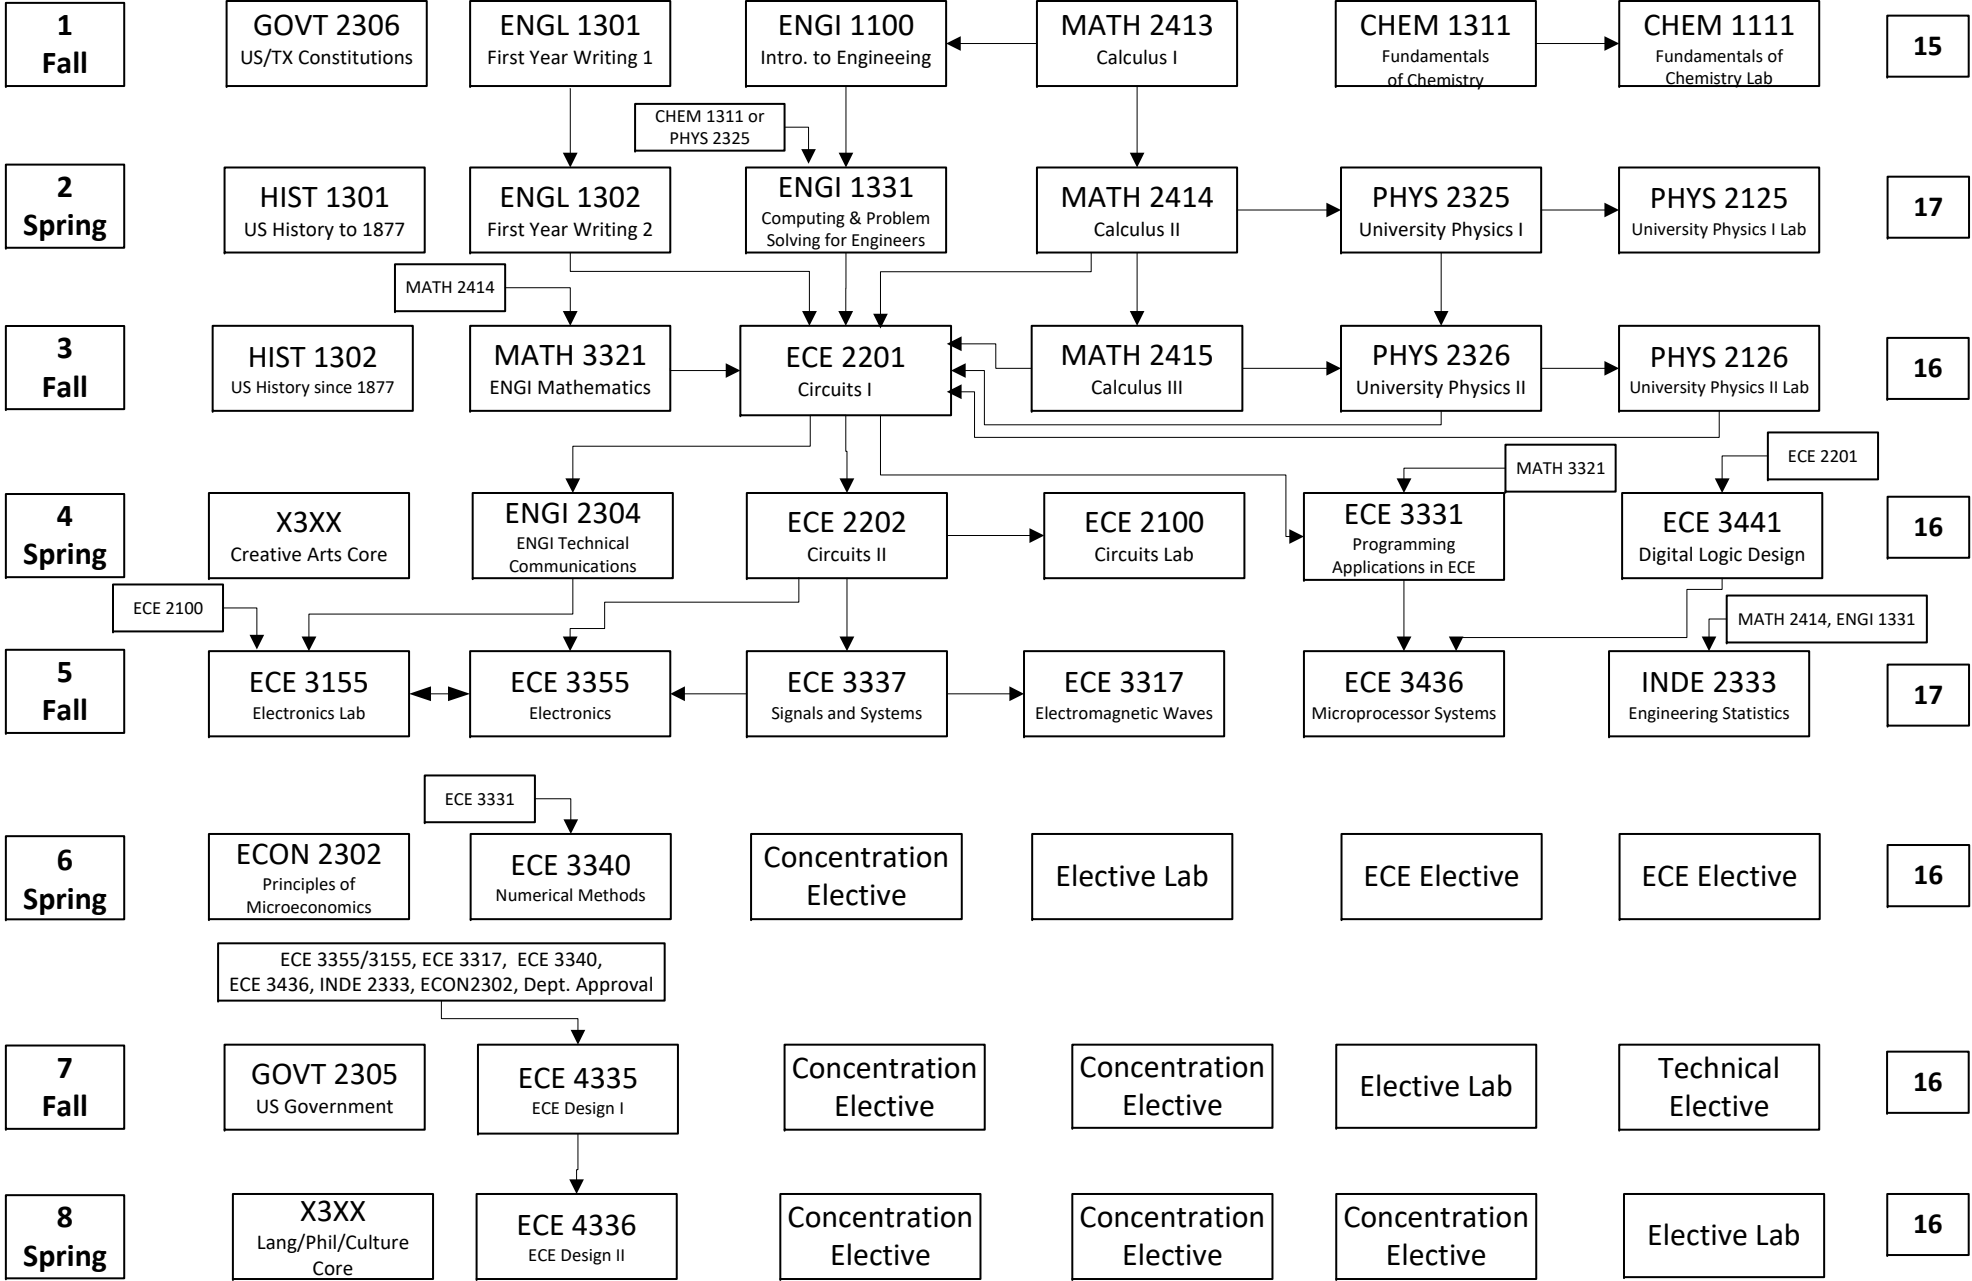 1
Fall
GOVT 2306
US/TX Constitutions
ENGL 1301
First Year Writing 1
ENGI 1100
Intro. to Engineeing
MATH 2413
Calculus I
CHEM 1311
Fundamentals
of Chemistry
CHEM 1111
Fundamentals of
Chemistry Lab
15
CHEM 1311 or
PHYS 2325
2
Spring
HIST 1301
US History to 1877
ENGL 1302
First Year Writing 2
ENGI 1331
Computing & Problem
Solving for Engineers
MATH 2414
Calculus II
PHYS 2325
University Physics I
PHYS 2125
University Physics I Lab
17
MATH 2414
3
Fall
HIST 1302
US History since 1877
MATH 3321
ENGI Mathematics
ECE 2201
Circuits I
MATH 2415
Calculus III
PHYS 2326
University Physics II
PHYS 2126
University Physics II Lab
16
MATH 3321
ECE 2201
4
Spring
X3XX
Creative Arts Core
ENGI 2304
ENGI Technical
Communications
ECE 2202
Circuits II
ECE 2100
Circuits Lab
ECE 3331
Programming
Applications in ECE
ECE 3441
Digital Logic Design
16
ECE 2100
MATH 2414, ENGI 1331
5
Fall
ECE 3155
Electronics Lab
ECE 3355
Electronics
ECE 3337
Signals and Systems
ECE 3317
Electromagnetic Waves
ECE 3436
Microprocessor Systems
INDE 2333
Engineering Statistics
17
ECE 3331
6
Spring
ECON 2302
Principles of
Microeconomics
ECE 3340
Numerical Methods
Concentration
Elective
Elective Lab
ECE Elective
ECE Elective
16
ECE 3355/3155, ECE 3317, ECE 3340,
ECE 3436, INDE 2333, ECON2302, Dept. Approval
7
Fall
GOVT 2305
US Government
ECE 4335
ECE Design I
Concentration
Elective
Concentration
Elective
Elective Lab
Technical
Elective
16
8
Spring
X3XX
Lang/Phil/Culture
Core
ECE 4336
ECE Design II
Concentration
Elective
Concentration
Elective
Concentration
Elective
Elective Lab
16